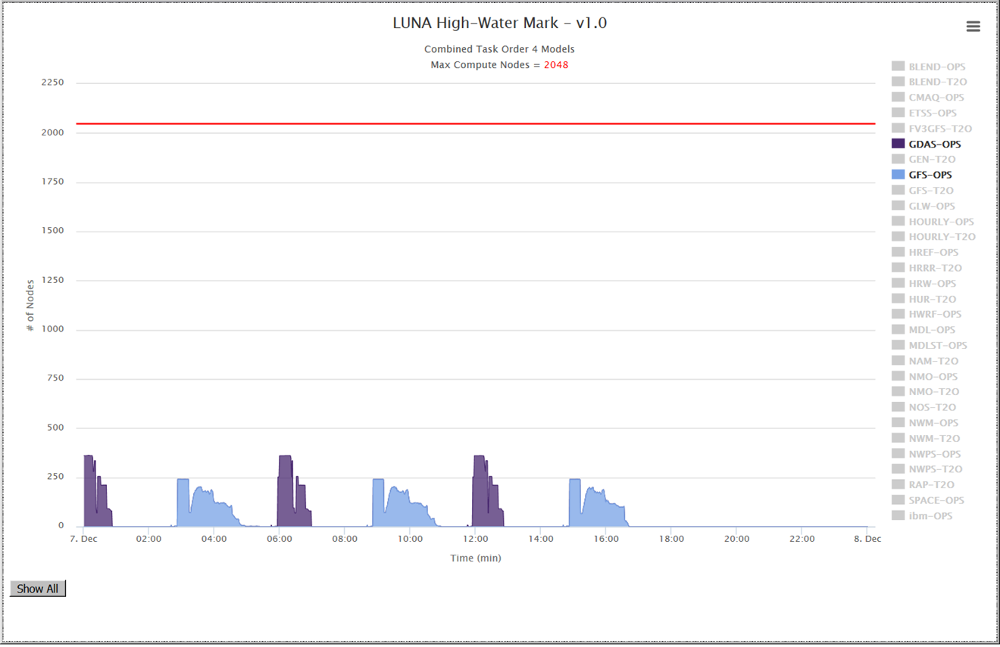 LUNA High-Water Mark - v1.0
Combined Task Order 4 Models
Max Compute Nodes = 2048
2250
2000
1750
1500
1250
1000
750
500
250
0
# of Nodes
7. Dec
02:00
04:00
06:00
08:00
10:00
12:00
14:00
16:00
18:00
20:00
22:00
8. Dec
Time (min)
BLEND-OPS
BLEND-T2O
CMAQ-OPS
ETSS-OPS
FV3GFS-T2O
GDAS-OPS
GEN-T2O
GFS-OPS
GFS-T2O
GLW-OPS
HOURLY-OPS
HOURLY-T2O
HREF-OPS
HRRR-T2O
HRW-OPS
HUR-T2O
HWRF-OPS
MDL-OPS
MDLST-OPS
NAM-T2O
NMO-OPS
NMO-T2O
NOS-T2O
NWM-OPS
NWM-T2O
NWPS-OPS
NWPS-T2O
RAP-T2O
SPACE-OPS
ibm-OPS
Show All